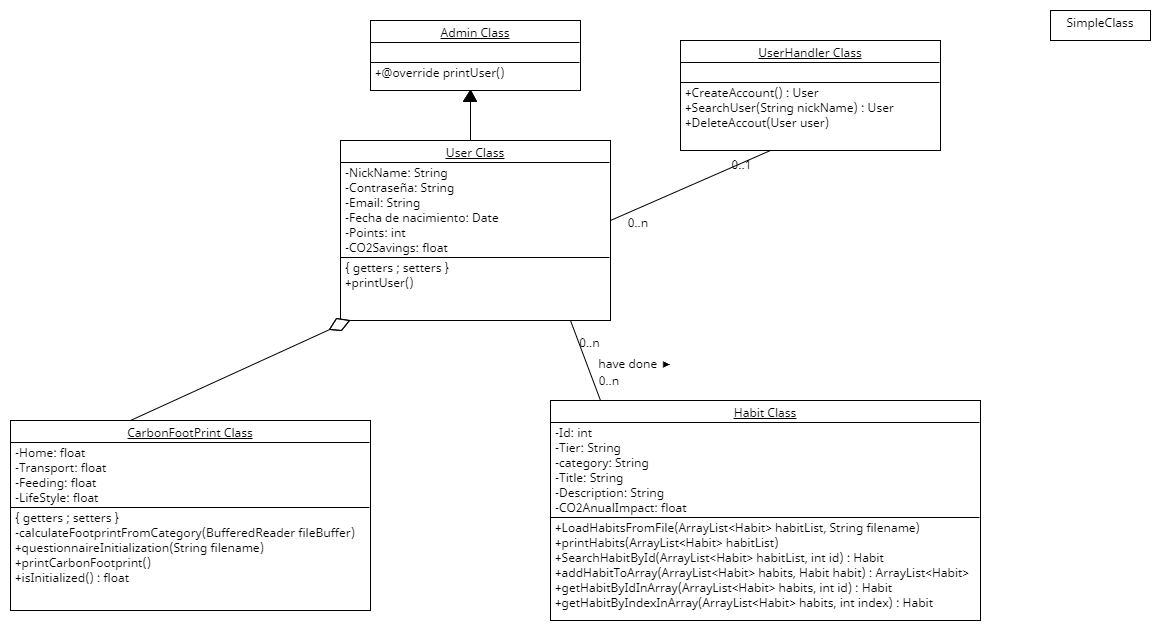 Admin Class
+@override printUser()
UserHandler Class
+CreateAccount() : User
+SearchUser(String nickName) : User
+DeleteAccout(User user)
SimpleClass
User Class
-NickName: String
-Contraseña: String
-Email: String
-Fecha de nacimiento: Date
-Points: int
-CO2Savings: float
{ getters ; setters }
+printUser()
0..1
0..n
0..n
have done ►
0..n
CarbonFootPrint Class
-Home: float
-Transport: float
-Feeding: float
-LifeStyle: float
{ getters ; setters }
-calculateFootprintFromCategory(BufferedReader fileBuffer)
+questionnaireInitialization(String filename)
+printCarbonFootprint()
+isInitialized() : float
Habit Class
-Id: int
-Tier: String
-category: String
-Title: String
-Description: String
-CO2AnualImpact: float
+LoadHabitsFromFile(ArrayList<Habit> habitList, String filename)
+printHabits(ArrayList<Habit> habitList)
+SearchHabitById(ArrayList<Habit> habitList, int id) : Habit
+addHabitToArray(ArrayList<Habit> habits, Habit habit) : ArrayList<Habit>
+getHabitByIdInArray(ArrayList<Habit> habits, int id) : Habit
+getHabitByIndexInArray(ArrayList<Habit> habits, int index) : Habit